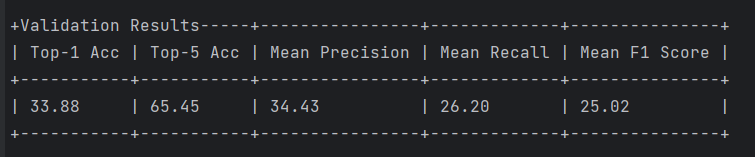 +Validation Results-----+----------------+-------------+---------------+
| Top-1 Acc | Top-5 Acc | Mean Precision | Mean Recall | Mean F1 Score |
+-----------+-----------+----------------+-------------+---------------+
| 33.88     | 65.45     | 34.43          | 26.20       | 25.02         |
+-----------+-----------+----------------+-------------+---------------+